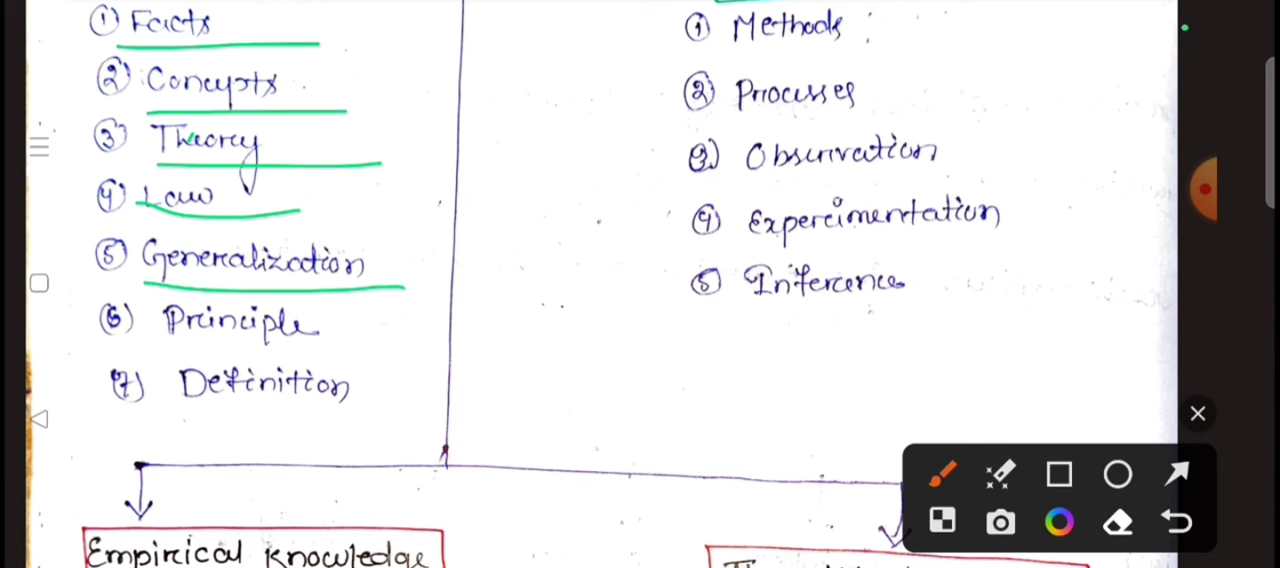 ① Facts
② Concepts
③ Theory
④ Law
⑤ Generalization
⑥ Principle
⑦ Definition
① Methods :
② Processes
③ Observation
④ Experimentation
⑤ Inference
Empirical Knowledge